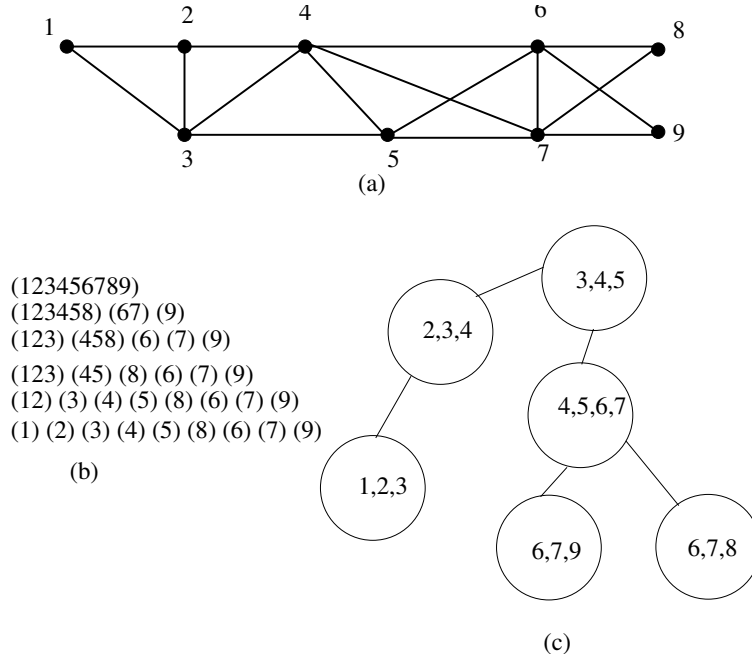 1
2
4
6
8
3
5
7
9
(a)
(123456789)
(123458) (67) (9)
(123) (458) (6) (7) (9)
(123) (45) (8) (6) (7) (9)
(12) (3) (4) (5) (8) (6) (7) (9)
(1) (2) (3) (4) (5) (8) (6) (7) (9)
(b)
3,4,5
2,3,4
4,5,6,7
1,2,3
6,7,9
6,7,8
(c)